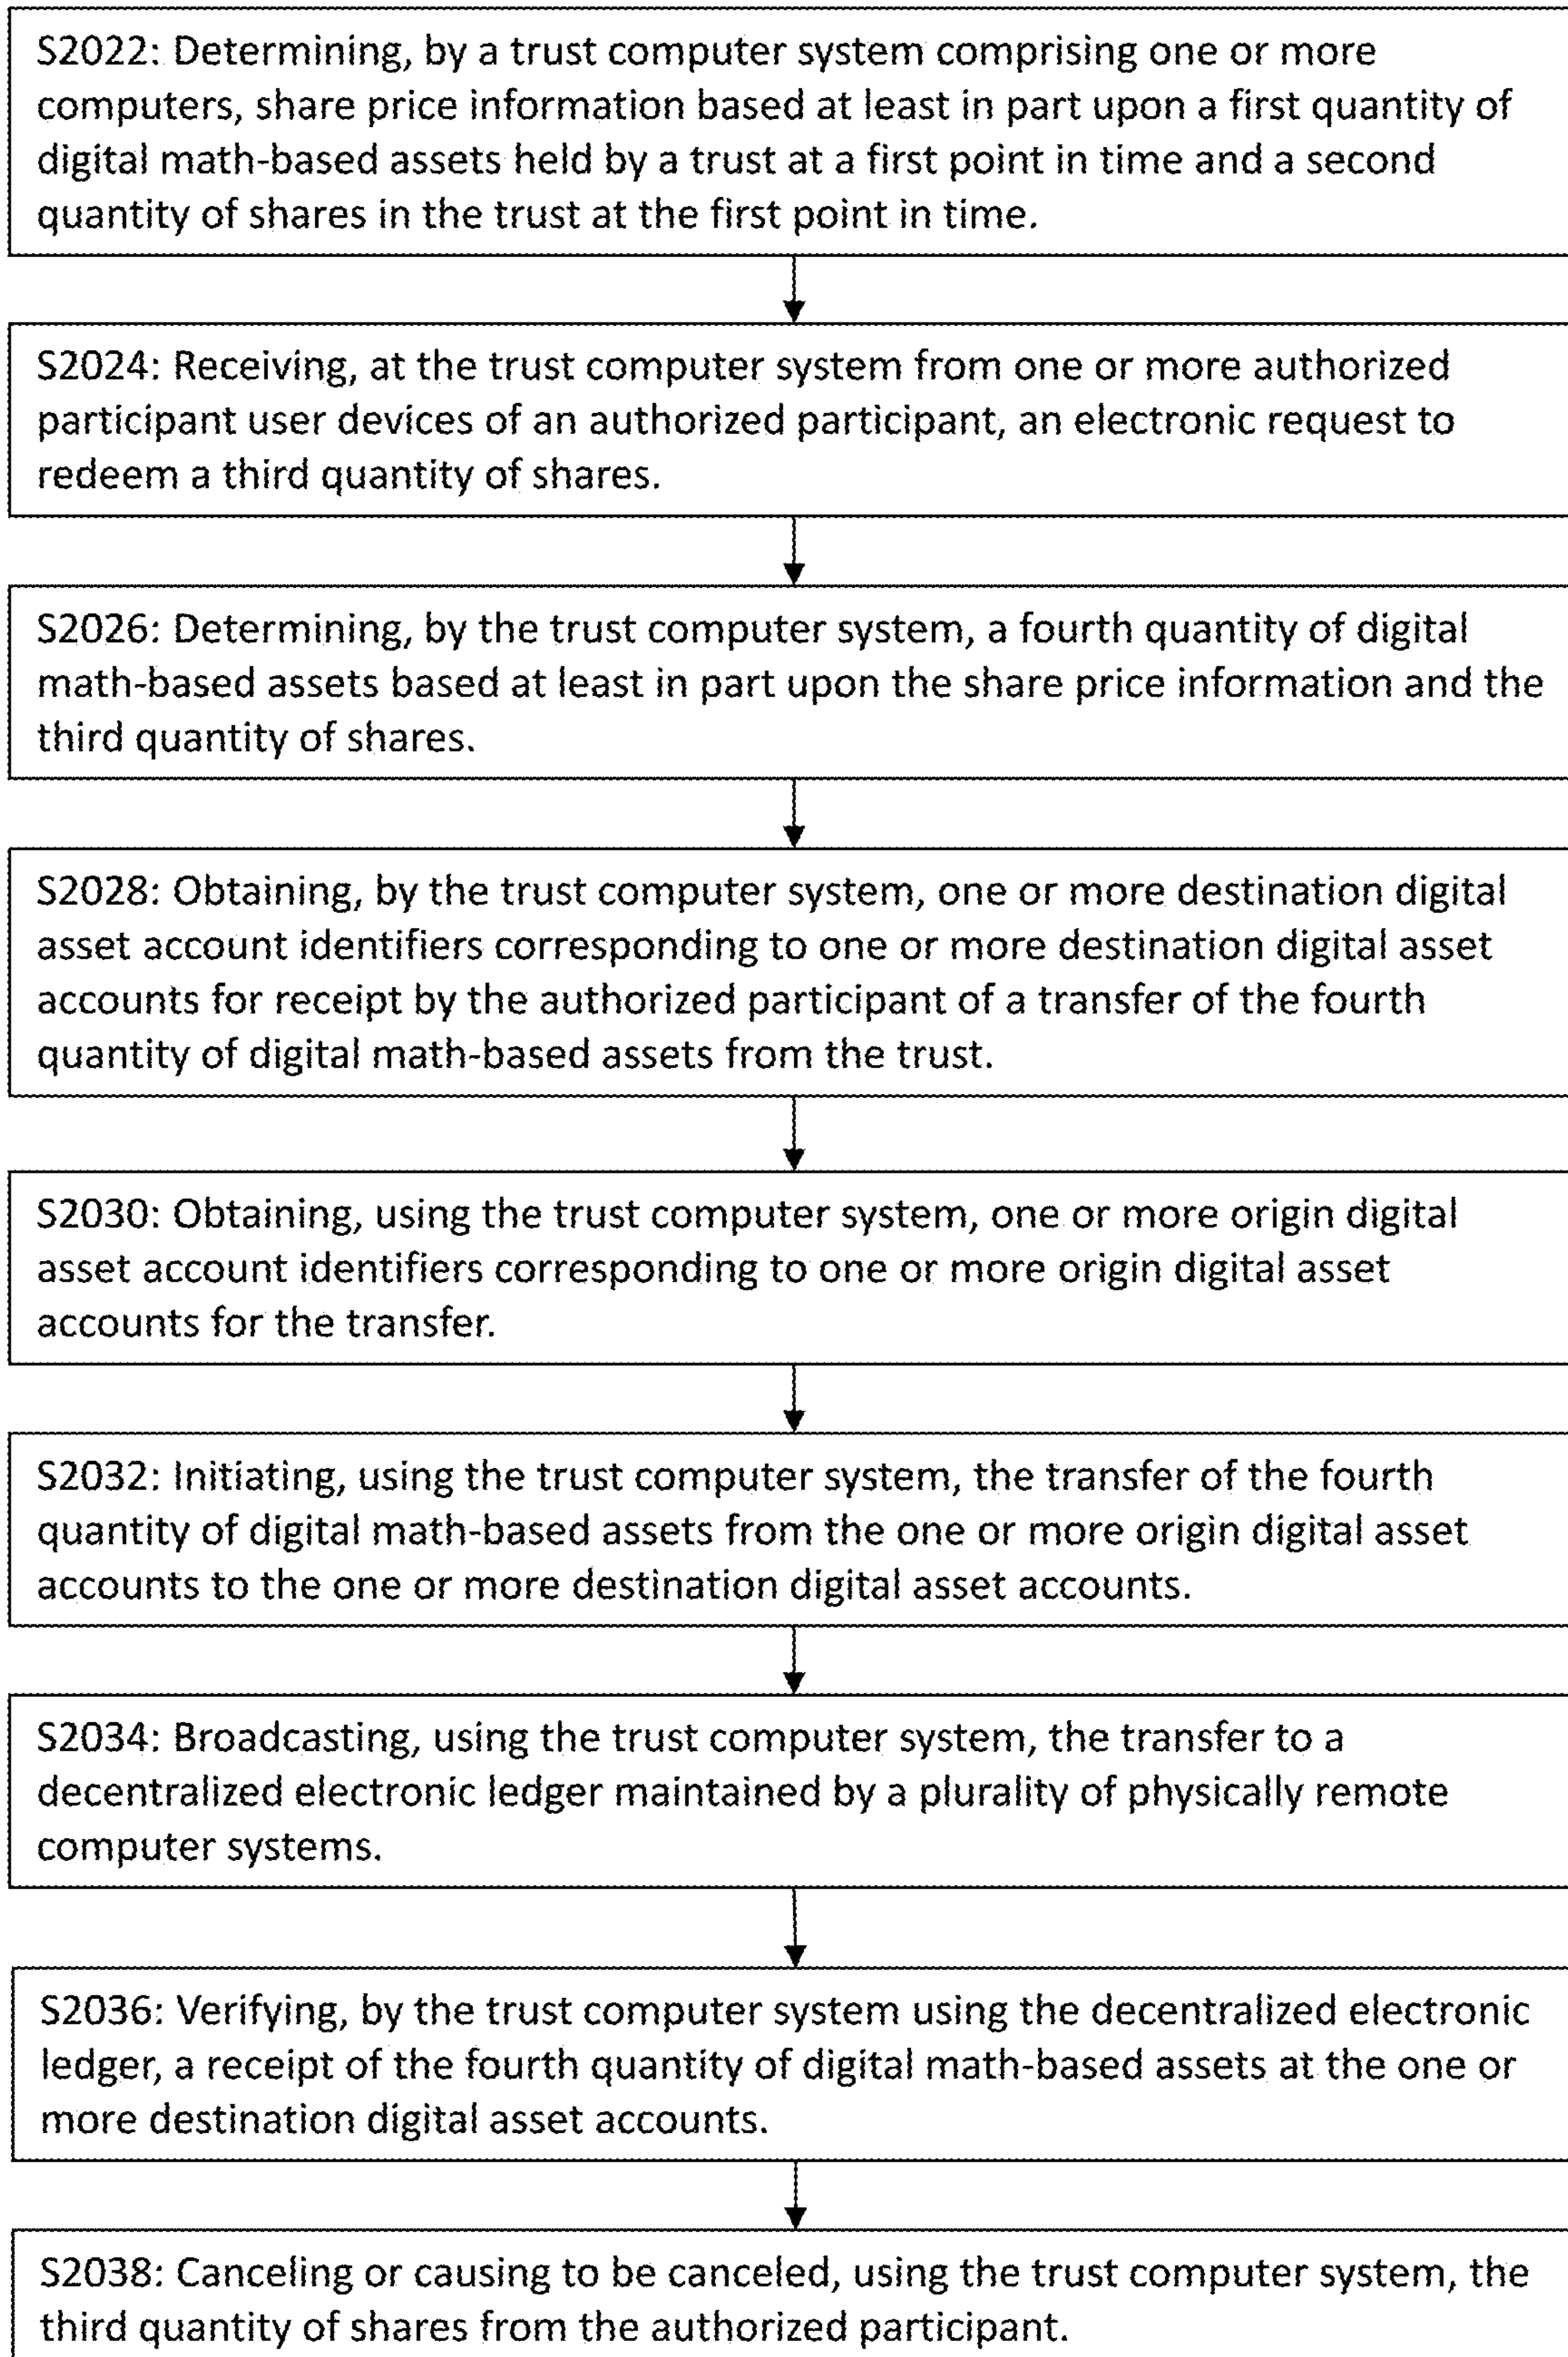 S2022: Determining, by a trust computer system comprising one or more
computers, share price information based at least in part upon a first quantity of
digital math-based assets held by a trust at a first point in time and a second
quantity of shares in the trust at the first point in time.
S2024: Receiving, at the trust computer system from one or more authorized
participant user devices of an authorized participant, an electronic request to
redeem a third quantity of shares.
S2026: Determining, by the trust computer system, a fourth quantity of digital
math-based assets based at least in part upon the share price information and the
third quantity of shares.
S2028: Obtaining, by the trust computer system, one or more destination digital
asset account identifiers corresponding to one or more destination digital asset
accounts for receipt by the authorized participant of a transfer of the fourth
quantity of digital math-based assets from the trust.
S2030: Obtaining, using the trust computer system, one or more origin digital
asset account identifiers corresponding to one or more origin digital asset
accounts for the transfer.
S2032: Initiating, using the trust computer system, the transfer of the fourth
quantity of digital math-based assets from the one or more origin digital asset
accounts to the one or more destination digital asset accounts.
S2034: Broadcasting, using the trust computer system, the transfer to a
decentralized electronic ledger maintained by a plurality of physically remote
computer systems.
S2036: Verifying, by the trust computer system using the decentralized electronic
ledger, a receipt of the fourth quantity of digital math-based assets at the one or
more destination digital asset accounts.
S2038: Canceling or causing to be canceled, using the trust computer system, the
third quantity of shares from the authorized participant.